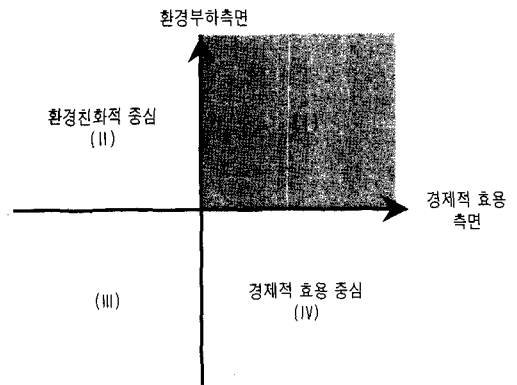 환경부하측면
환경친화적 중심
(II)
경제적 효용
측면
(III)
경제적 효용 중심
(IV)